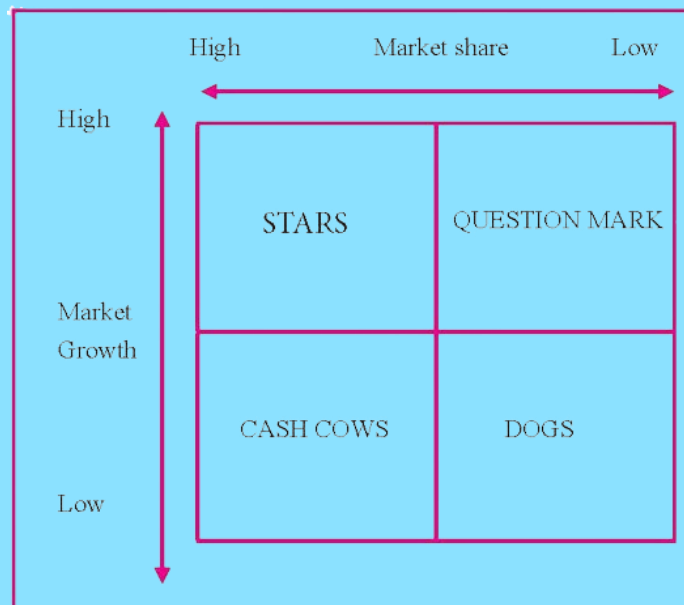 High Market share Low
High
STARS QUESTION MARK
Market
Growth
CASH COWS DOGS
Low